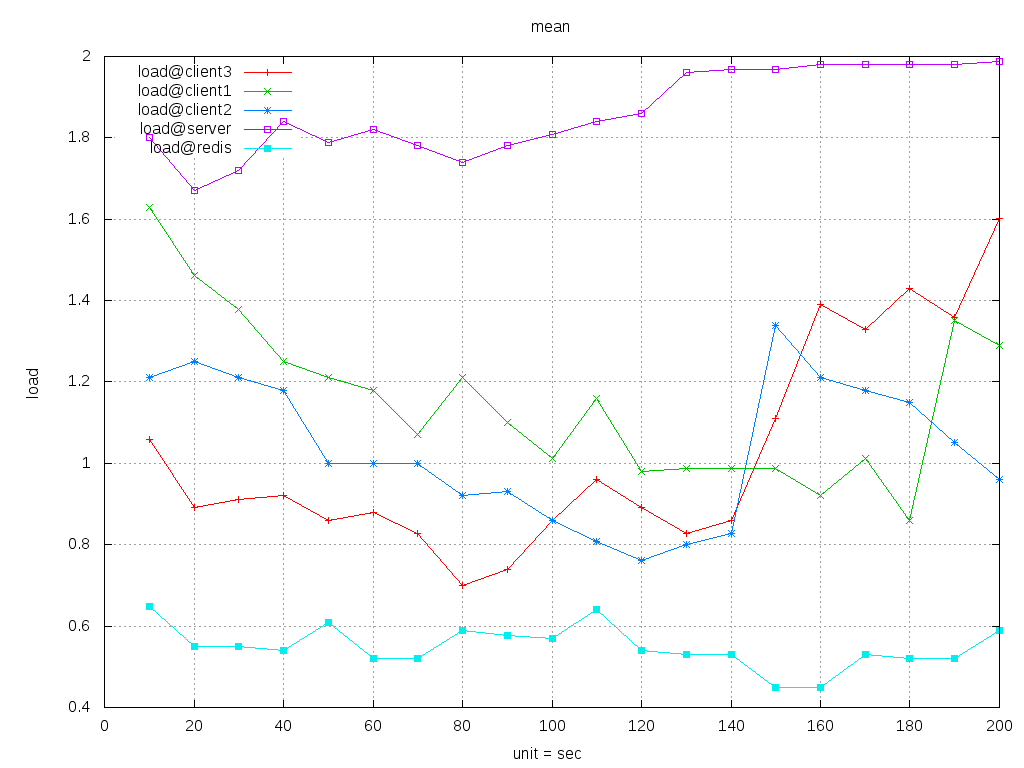 mean
2
1.8
1.6
1.4
1.2
1
0.8
0.6
0.4
load
load@client3
load@client1
load@client2
load@server
load@redis
0 20 40 60 80 100 120 140 160 180 200
unit = sec